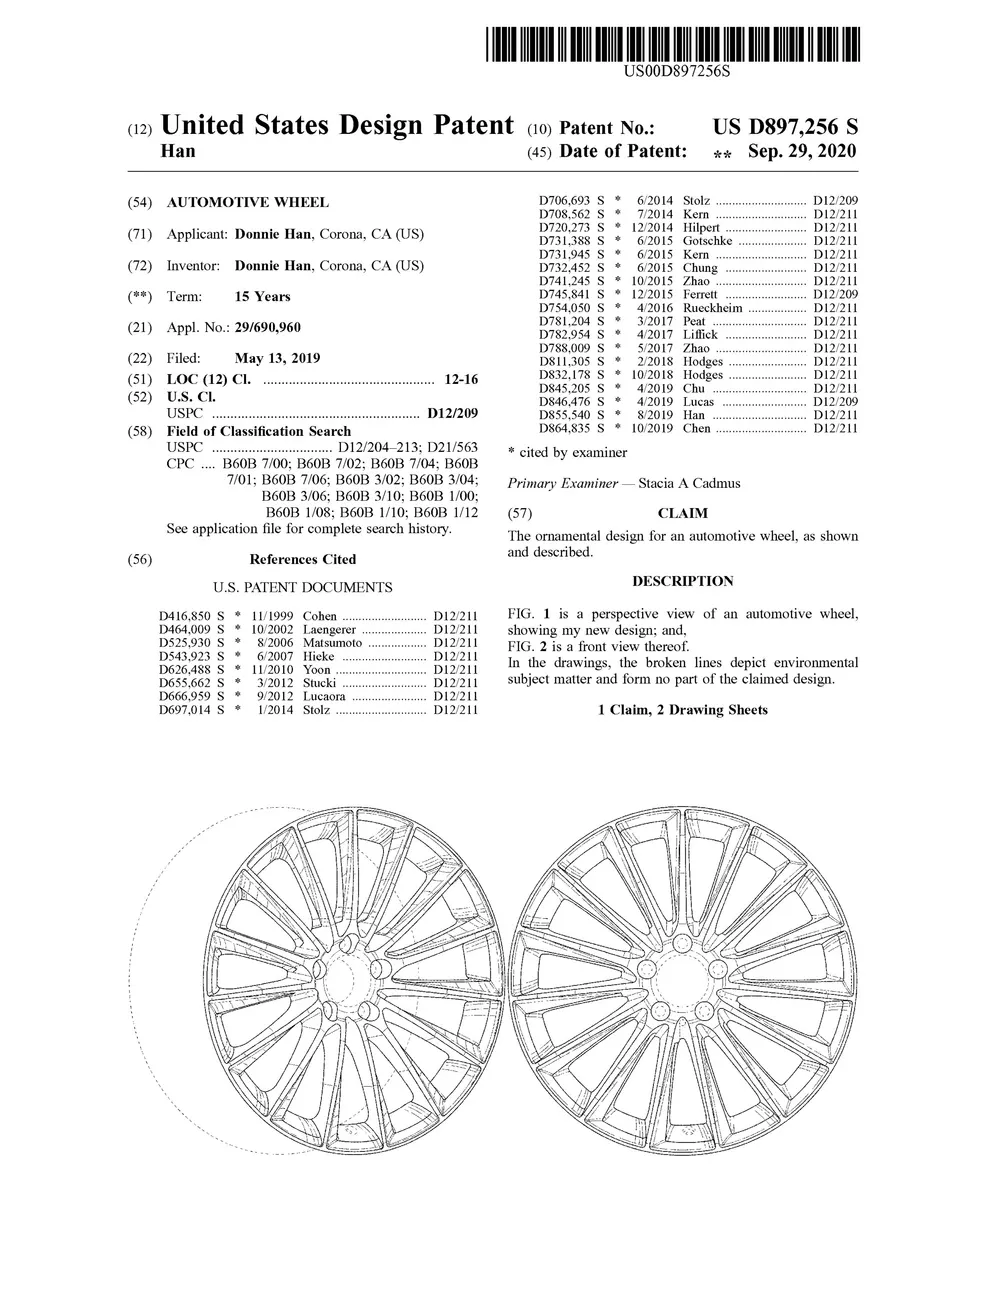 US00D897256S
(12) United States Design Patent
Han
(10) Patent No.: US D897,256 S
(45) Date of Patent: ** Sep. 29, 2020
(54) AUTOMOTIVE WHEEL
(71) Applicant: Donnie Han, Corona, CA (US)
(72) Inventor: Donnie Han, Corona, CA (US)
(**) Term: 15 Years
(21) Appl. No.: 29/690,960
(22) Filed: May 13, 2019
(51) LOC (12) Cl. .............................................. 12-16
(52) U.S. Cl.
USPC ........................................................ D12/209
(58) Field of Classification Search
USPC ................................ D12/204–213; D21/563
CPC .... B60B 7/00; B60B 7/02; B60B 7/04; B60B
7/01; B60B 7/06; B60B 3/02; B60B 3/04;
B60B 3/06; B60B 3/10; B60B 1/00;
B60B 1/08; B60B 1/10; B60B 1/12
See application file for complete search history.
(56) References Cited
U.S. PATENT DOCUMENTS
D416,850 S * 11/1999 Cohen .......................... D12/211
D464,009 S * 10/2002 Laengerer .................... D12/211
D525,930 S * 8/2006 Matsumoto .................. D12/211
D543,923 S * 6/2007 Hieke .......................... D12/211
D626,488 S * 11/2010 Yoon ............................ D12/211
D655,662 S * 3/2012 Stucki .......................... D12/211
D666,959 S * 9/2012 Lucaora ....................... D12/211
D697,014 S * 1/2014 Stolz ............................ D12/211
D706,693 S * 6/2014 Stolz ............................ D12/209
D708,562 S * 7/2014 Kern ............................ D12/211
D720,273 S * 12/2014 Hilpert ......................... D12/211
D731,388 S * 6/2015 Gotschke ..................... D12/211
D731,945 S * 6/2015 Kern ............................ D12/211
D732,452 S * 6/2015 Chung ......................... D12/211
D741,245 S * 10/2015 Zhao ............................ D12/211
D745,841 S * 12/2015 Ferrett ......................... D12/209
D754,050 S * 4/2016 Rueckheim .................. D12/211
D781,204 S * 3/2017 Peat ............................. D12/211
D782,954 S * 4/2017 Liffick ......................... D12/211
D788,009 S * 5/2017 Zhao ............................ D12/211
D811,305 S * 2/2018 Hodges ........................ D12/211
D832,178 S * 10/2018 Hodges ........................ D12/211
D845,205 S * 4/2019 Chu ............................. D12/211
D846,476 S * 4/2019 Lucas .......................... D12/209
D855,540 S * 8/2019 Han ............................. D12/211
D864,835 S * 10/2019 Chen ............................ D12/211
* cited by examiner
Primary Examiner — Stacia A Cadmus
(57) CLAIM
The ornamental design for an automotive wheel, as shown
and described.
DESCRIPTION
FIG. 1 is a perspective view of an automotive wheel,
showing my new design; and,
FIG. 2 is a front view thereof.
In the drawings, the broken lines depict environmental
subject matter and form no part of the claimed design.
1 Claim, 2 Drawing Sheets